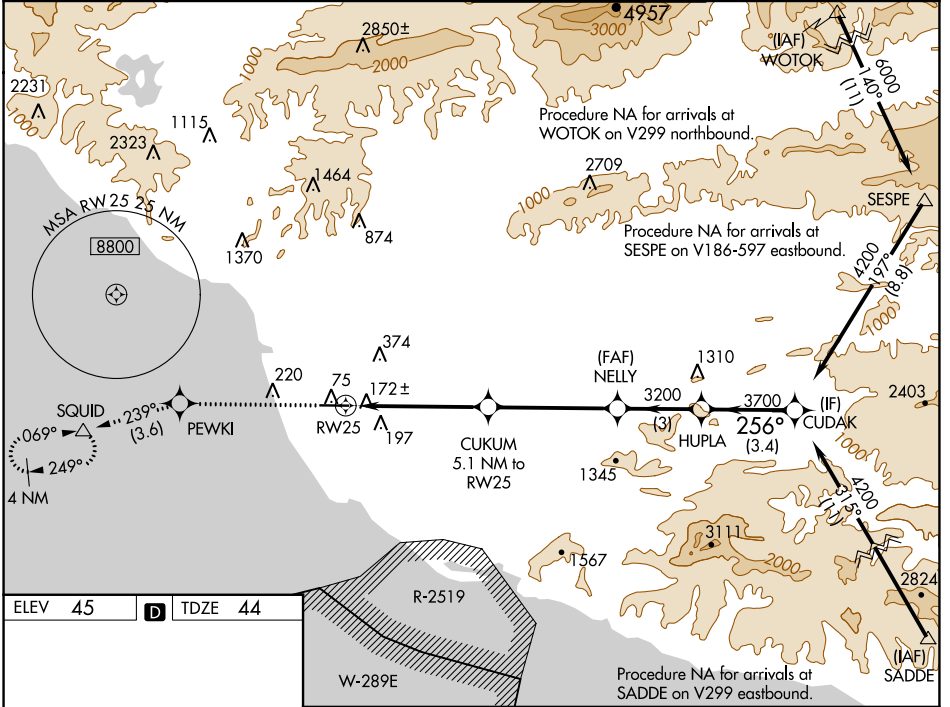 2850±
4957
3000
(IAF)
WOTOK
1000
2000
6000
140°
(11)
2231
1000
1115
2323
Procedure NA for arrivals at
WOTOK on V299 northbound.
1464
2709
1000
SESPE
MSA RW 25 25 NM
8800
874
1370
Procedure NA for arrivals at
SESPE on V186-597 eastbound.
4200
197°
(8.8)
1000
374
(FAF)
NELLY
1310
220
75
172±
3200
3700
(IF)
CUDAK
2403
SQUID
239°
(3.6)
PEWKI
RW25
197
(3)
HUPLA
256°
(3.4)
069°
249°
4 NM
CUKUM
5.1 NM to
RW25
1345
1000
4200
315°
(11)
3111
2000
1567
2824
R-2519
ELEV 45
D
TDZE 44
W-289E
(IAF)
SADDE
Procedure NA for arrivals at
SADDE on V299 eastbound.